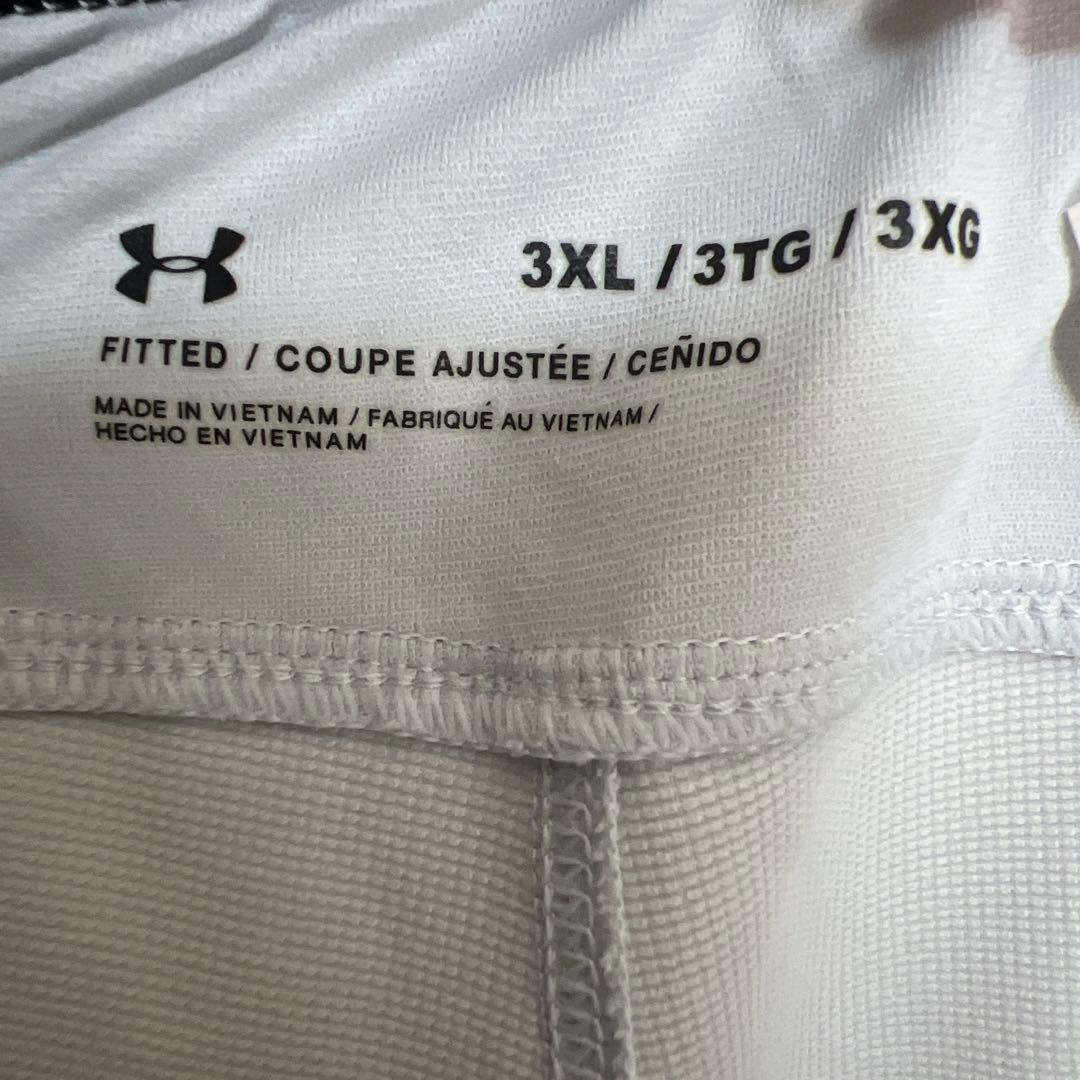 3XL / 3TG / 3XG
FITTED / COUPE AJUSTÉE / CEÑIDO
MADE IN VIETNAM / FABRIQUÉ AU VIETNAM /
HECHO EN VIETNAM